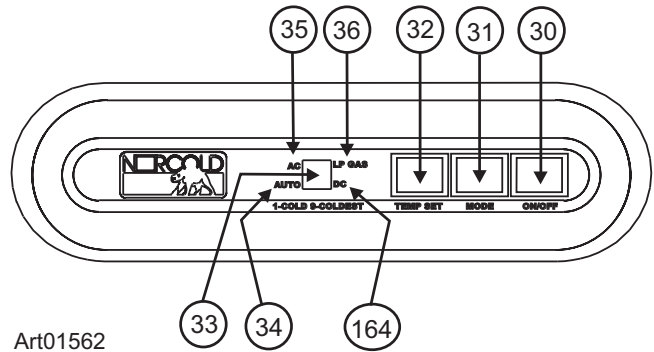 35 36 32 31 30
NORCOLD
AC LP GAS
AUTO DC
1-COLD 9-COLDEST TEMP SET MODE ON/OFF
33 34 164
Art01562